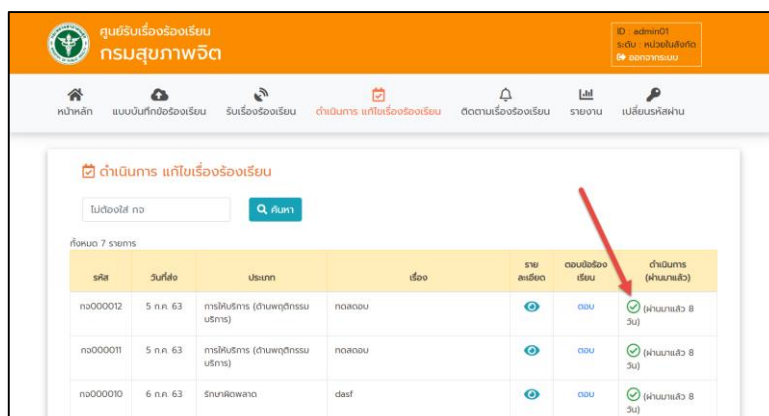 ศูนย์รับเรื่องร้องเรียน
กรมสุขภาพจิต
ID : admin01
ระดับ : หน่วยในสังกัด
ออกจากระบบ
หน้าหลัก แบบบันทึกข้อร้องเรียน รับเรื่องร้องเรียน ดำเนินการ แก้ไขเรื่องร้องเรียน ติดตามเรื่องร้องเรียน รายงาน เปลี่ยนรหัสผ่าน
ดำเนินการ แก้ไขเรื่องร้องเรียน
ไม่ต้องใส่ กจ ค้นหา
ทั้งหมด 7 รายการ
รหัส วันที่ส่ง ประเภท เรื่อง ราย ตอบข้อร้อง ดำเนินการ
ละเอียด เรียน (ผ่านมาแล้ว)
กจ000012 5 ก.ค. 63 การให้บริการ (ด้านพฤติกรรม ทดสอบ ตอบ (ผ่านมาแล้ว 8
บริการ) วัน)
กจ000011 5 ก.ค. 63 การให้บริการ (ด้านพฤติกรรม ทดสอบ ตอบ (ผ่านมาแล้ว 8
บริการ) วัน)
กจ000010 6 ก.ค. 63 รักษาผิดพลาด dasf ตอบ (ผ่านมาแล้ว 8
วัน)